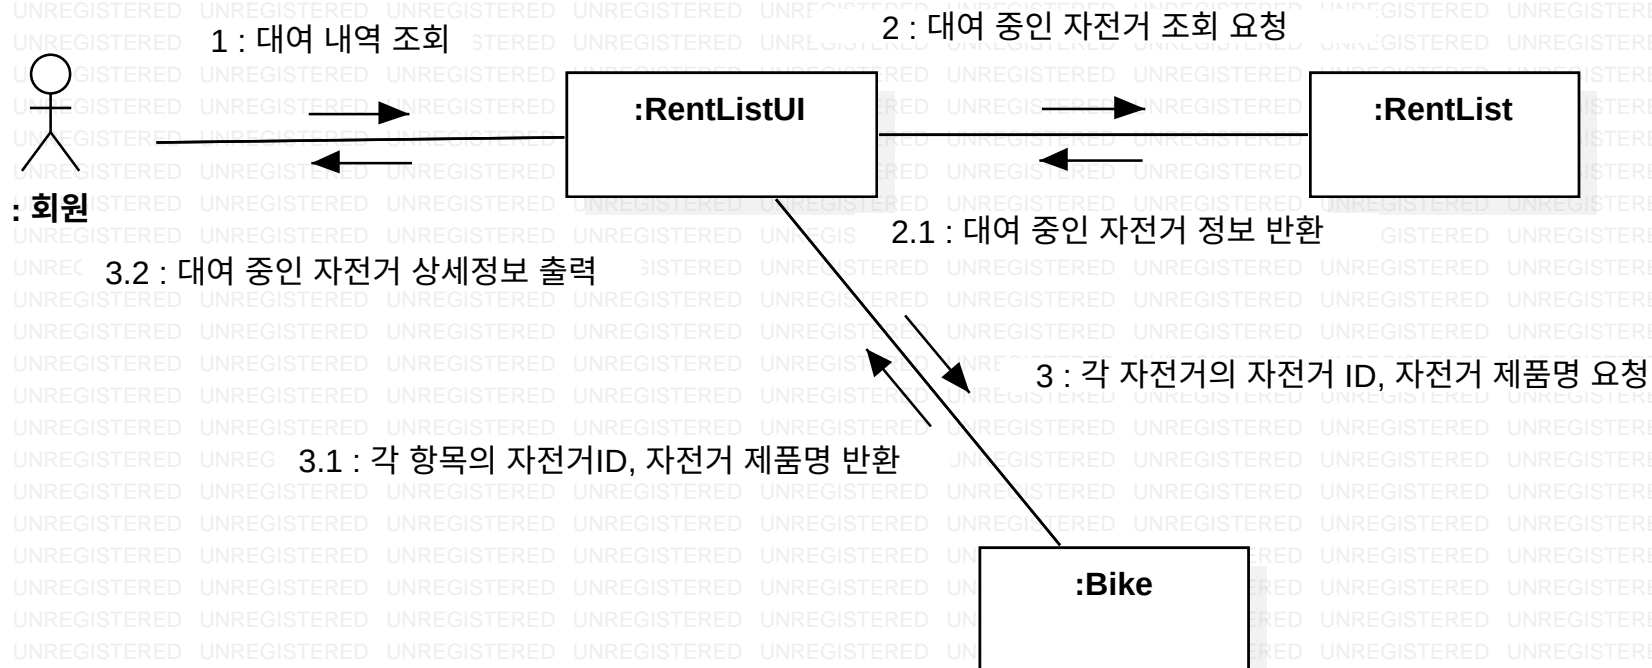 1 : 대여 내역 조회
2 : 대여 중인 자전거 조회 요청
:RentListUI
:RentList
: 회원
2.1 : 대여 중인 자전거 정보 반환
3.2 : 대여 중인 자전거 상세정보 출력
3 : 각 자전거의 자전거 ID, 자전거 제품명 요청
3.1 : 각 항목의 자전거ID, 자전거 제품명 반환
:Bike
UNREGISTERED